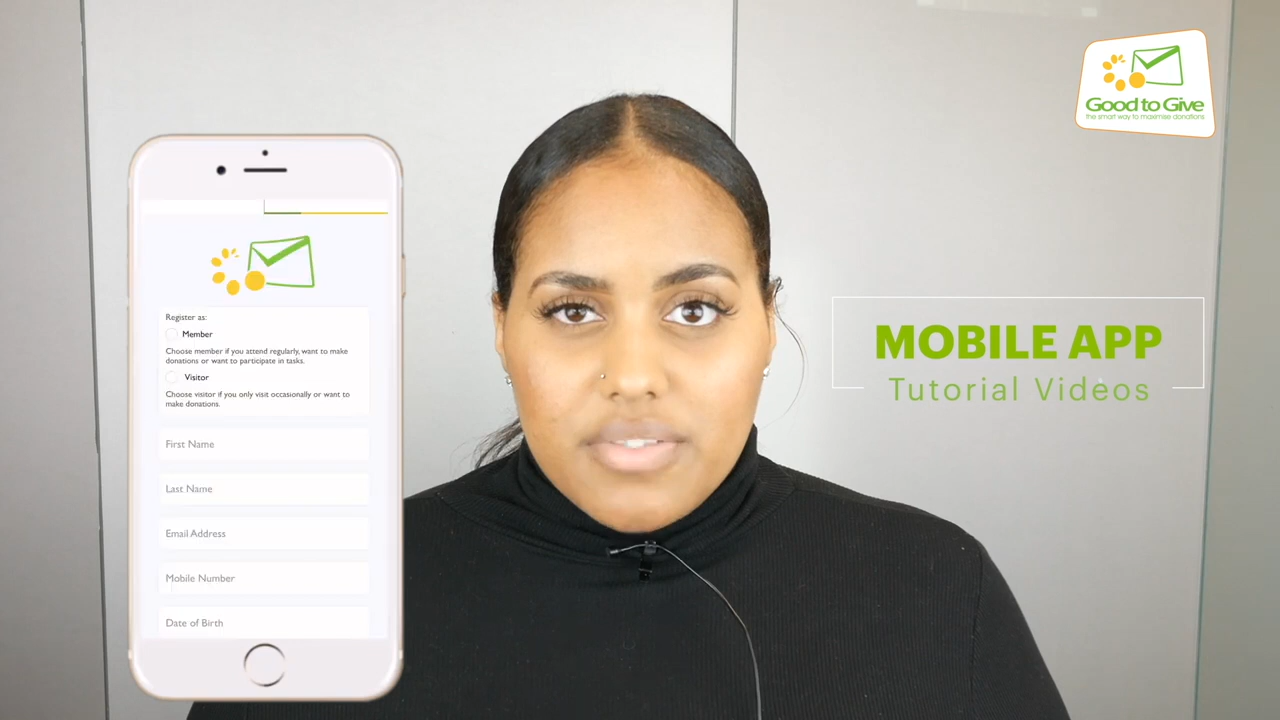 Good to Give
the smart way to maximise donations
Register as:
Member
Choose member if you attend regularly, want to make
donations or want to participate in tasks.
Visitor
Choose visitor if you only visit occasionally or want to
make donations.
First Name
Last Name
Email Address
Mobile Number
Date of Birth
MOBILE APP
Tutorial Videos